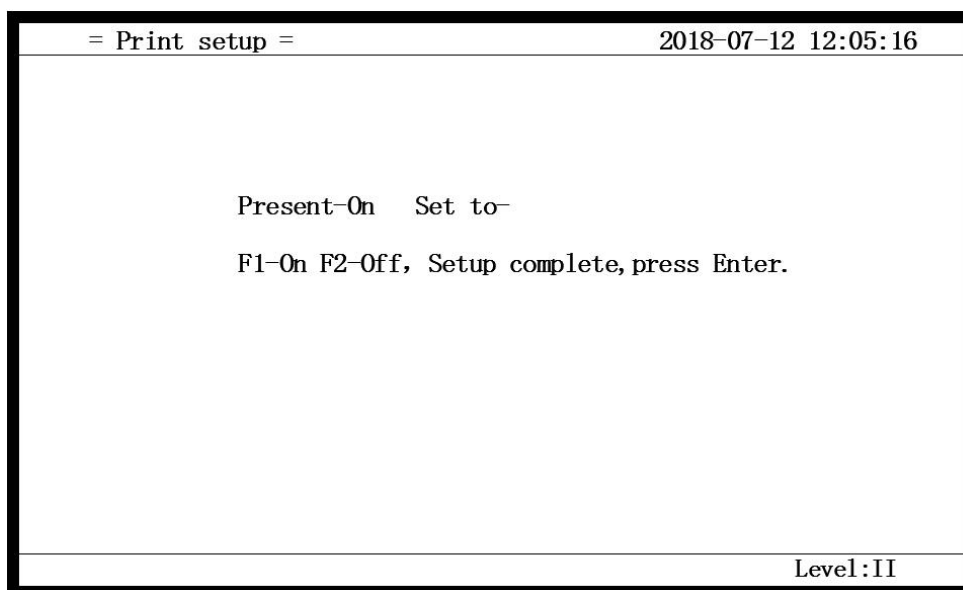 = Print setup = 2018-07-12 12:05:16
Present-On Set to-
F1-On F2-Off, Setup complete,press Enter.
Level:II